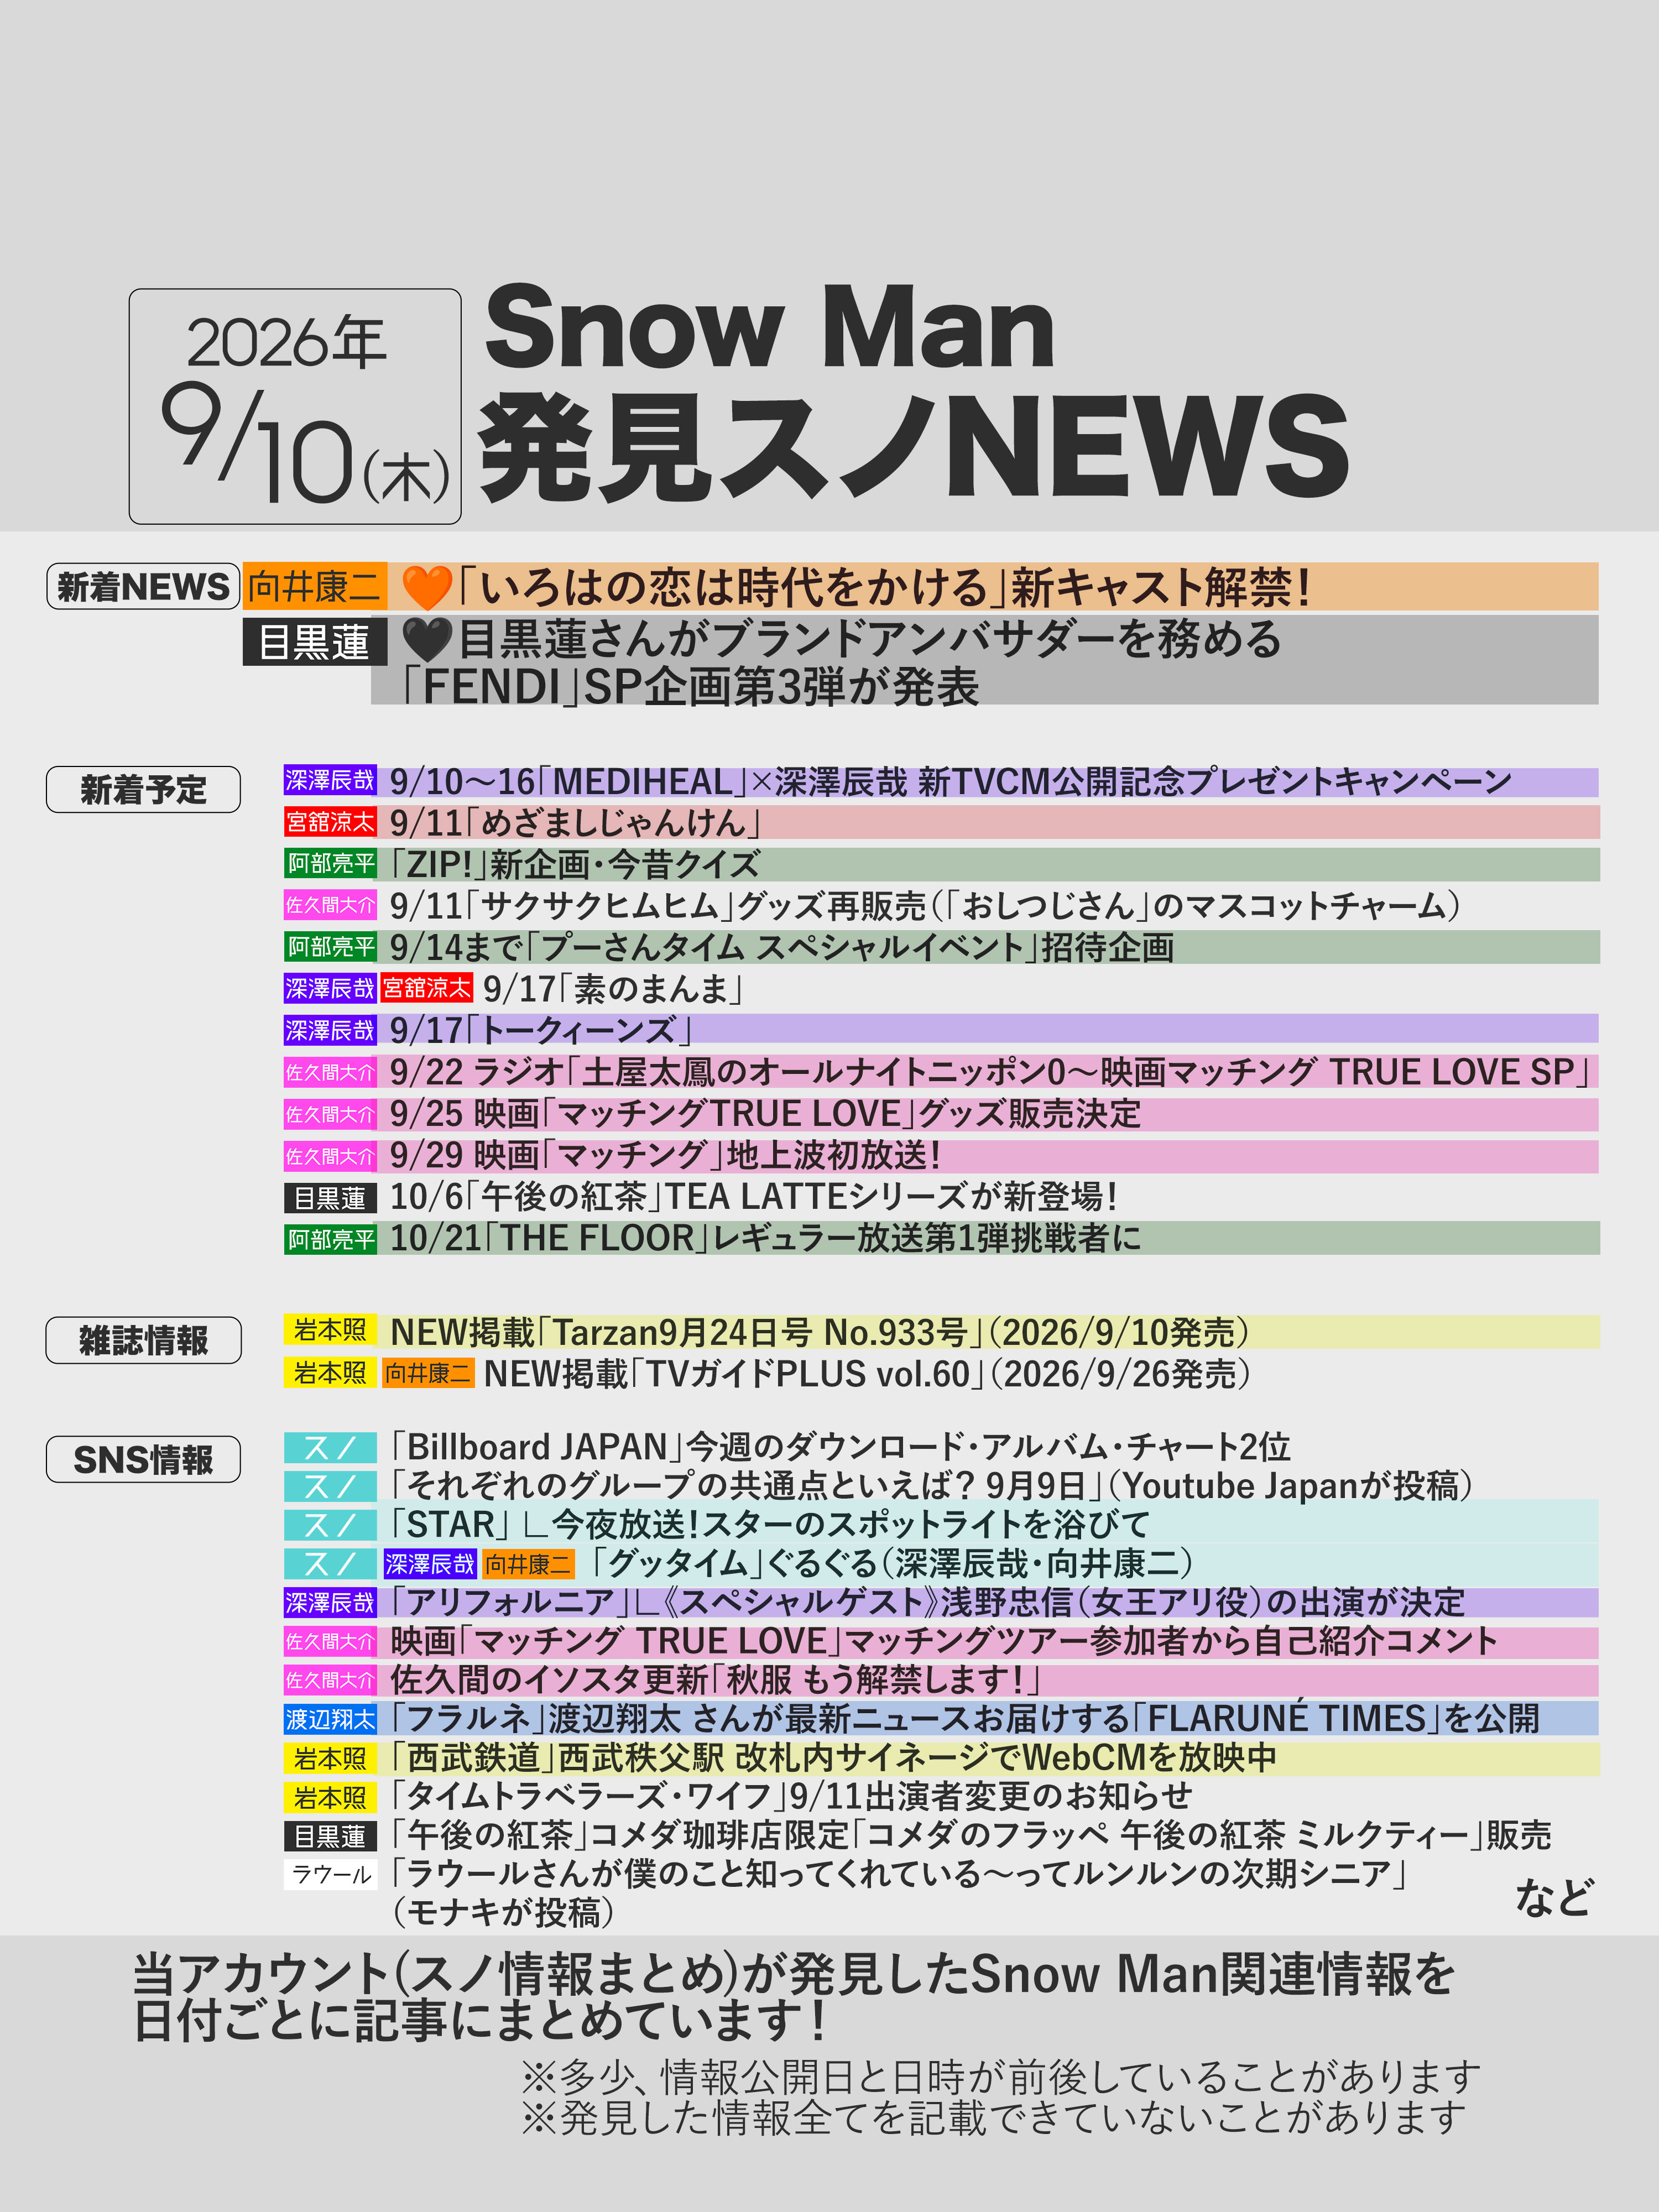 2026年
9/10(木)
Snow Man
発見スノNEWS
新着NEWS 向井康二 🧡「いろはの恋は時代をかける」新キャスト解禁！
目黒蓮 🖤目黒蓮さんがブランドアンバサダーを務める
「FENDI」SP企画第3弾が発表
新着予定 深澤辰哉 9/10〜16「MEDIHEAL」×深澤辰哉 新TVCM公開記念プレゼントキャンペーン
宮舘涼太 9/11「めざましじゃんけん」
阿部亮平 「ZIP!」新企画・今昔クイズ
佐久間大介 9/11「サクサクヒムヒム」グッズ再販売（「おしつじさん」のマスコットチャーム）
阿部亮平 9/14まで「プーさんタイム スペシャルイベント」招待企画
深澤辰哉 宮舘涼太 9/17「素のまんま」
深澤辰哉 9/17「トークィーンズ」
佐久間大介 9/22 ラジオ「土屋太鳳のオールナイトニッポン0〜映画マッチング TRUE LOVE SP」
佐久間大介 9/25 映画「マッチングTRUE LOVE」グッズ販売決定
佐久間大介 9/29 映画「マッチング」地上波初放送！
目黒蓮 10/6「午後の紅茶」TEA LATTEシリーズが新登場！
阿部亮平 10/21「THE FLOOR」レギュラー放送第1弾挑戦者に
雑誌情報 岩本照 NEW掲載「Tarzan9月24日号 No.933号」（2026/9/10発売）
岩本照 向井康二 NEW掲載「TVガイドPLUS vol.60」（2026/9/26発売）
SNS情報 スノ 「Billboard JAPAN」今週のダウンロード・アルバム・チャート2位
スノ 「それぞれのグループの共通点といえば？ 9月9日」（Youtube Japanが投稿）
スノ 「STAR」∟今夜放送！スターのスポットライトを浴びて
スノ 深澤辰哉 向井康二 「グッタイム」ぐるぐる（深澤辰哉・向井康二）
深澤辰哉 「アリフォルニア」∟《スペシャルゲスト》浅野忠信（女王アリ役）の出演が決定
佐久間大介 映画「マッチング TRUE LOVE」マッチングツアー参加者から自己紹介コメント
佐久間大介 佐久間のイソスタ更新「秋服 もう解禁します！」
渡辺翔太 「フラルネ」渡辺翔太 さんが最新ニュースお届けする「FLARUNÉ TIMES」を公開
岩本照 「西武鉄道」西武秩父駅 改札内サイネージでWebCMを放映中
岩本照 「タイムトラベラーズ・ワイフ」9/11出演者変更のお知らせ
目黒蓮 「午後の紅茶」コメダ珈琲店限定「コメダのフラッペ 午後の紅茶 ミルクティー」販売
ラウール 「ラウールさんが僕のこと知ってくれている〜ってルンルンの次期シニア」
（モナキが投稿）
など
当アカウント(スノ情報まとめ)が発見したSnow Man関連情報を
日付ごとに記事にまとめています！
※多少、情報公開日と日時が前後していることがあります
※発見した情報全てを記載できていないことがあります